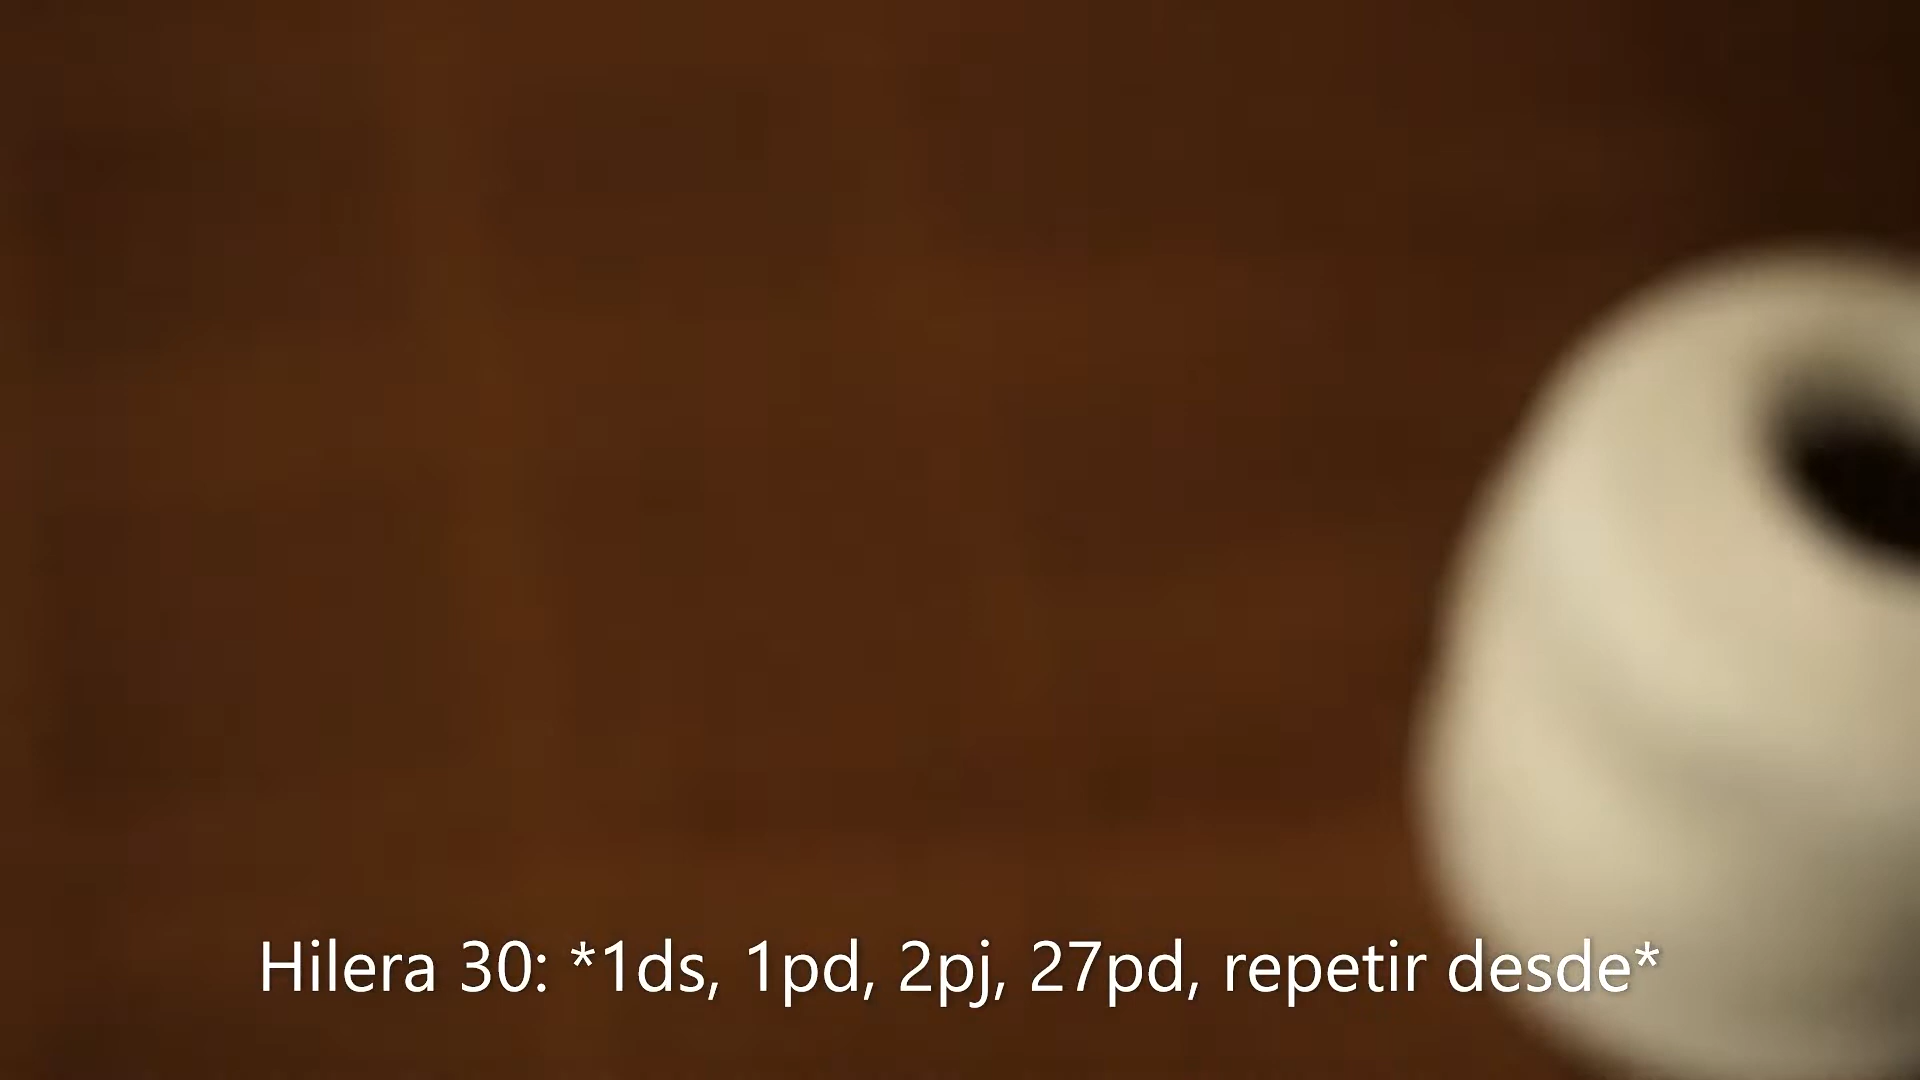 Hilera 30: *1ds, 1pd, 2pj, 27pd, repetir desde*